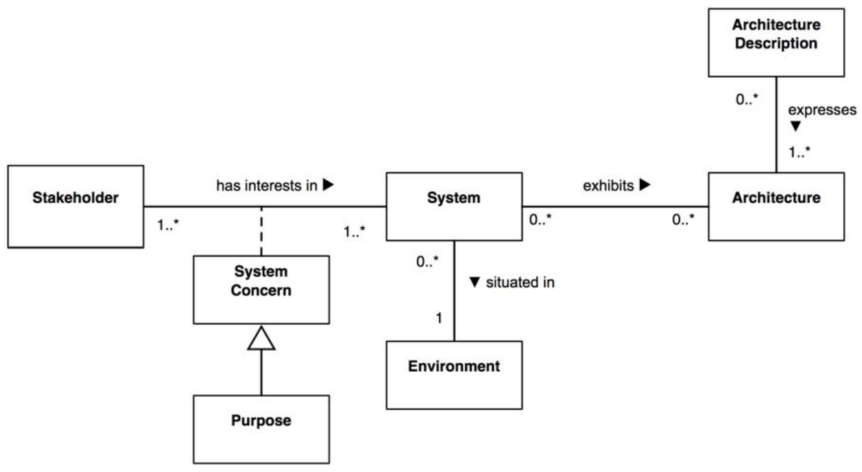 Architecture
Description
0..*
expresses
▼
1..*
Stakeholder
has interests in ▶
System
exhibits ▶
Architecture
1..*
1..*
0..*
0..*
System
Concern
0..*
▼ situated in
1
Environment
Purpose